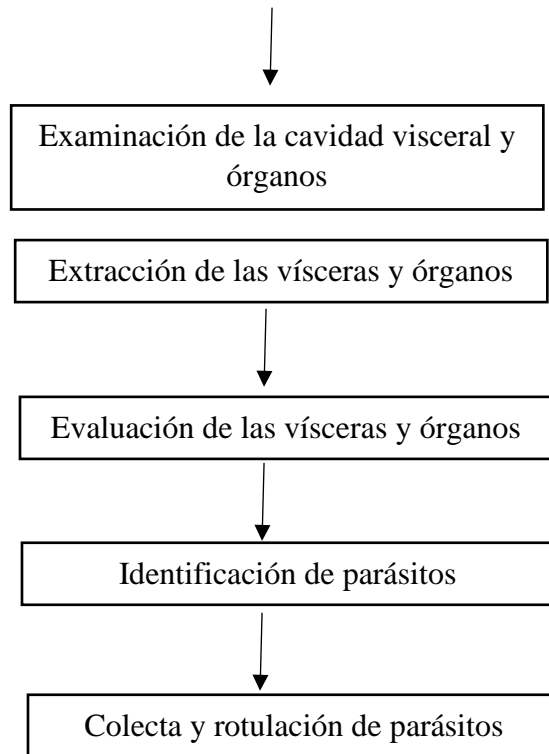 Examinación de la cavidad visceral y
órganos
Extracción de las vísceras y órganos
Evaluación de las vísceras y órganos
Identificación de parásitos
Colecta y rotulación de parásitos